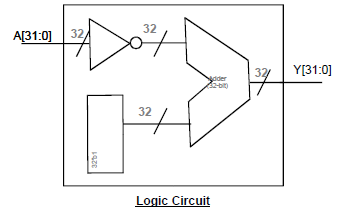 A[31:0]
32
32
Adder
(32-bit)
32
Y[31:0]
32
32'b1
Logic Circuit